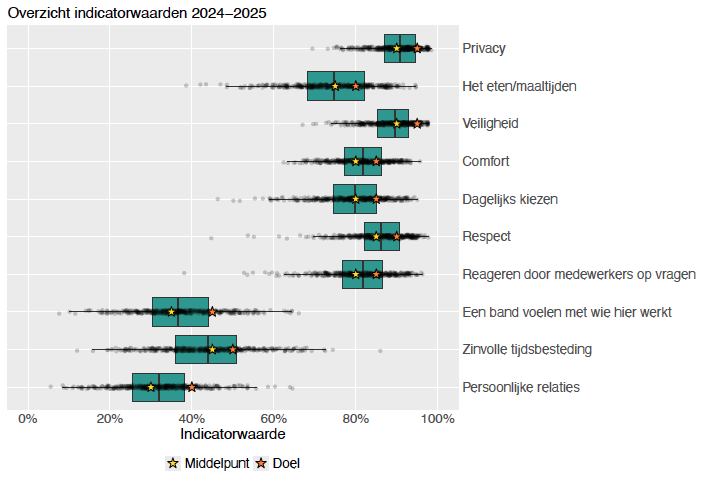 Overzicht indicatorwaarden 2024–2025
Privacy
Het eten/maaltijden
Veiligheid
Comfort
Dagelijks kiezen
Respect
Reageren door medewerkers op vragen
Een band voelen met wie hier werkt
Zinvolle tijdsbesteding
Persoonlijke relaties
0% 20% 40% 60% 80% 100%
Indicatorwaarde
Middelpunt Doel